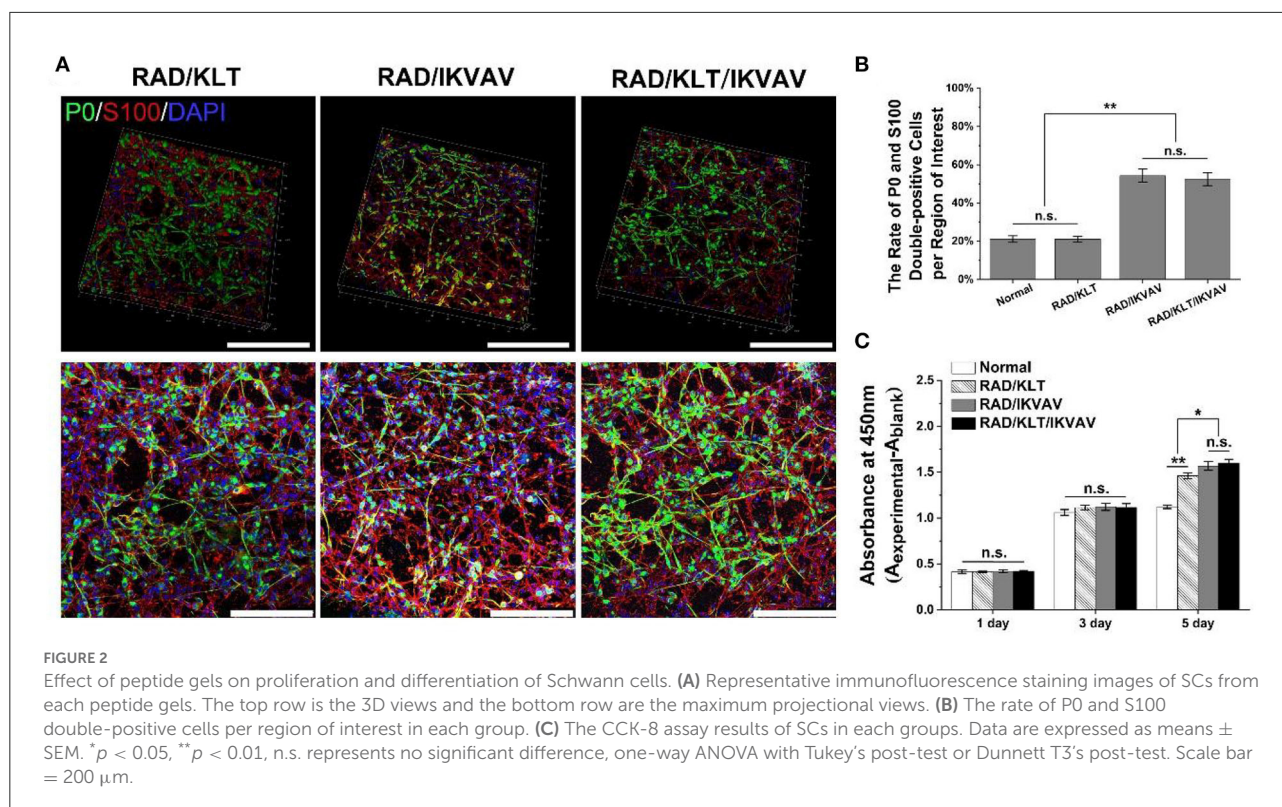 A
RAD/KLT
RAD/IKVAV
RAD/KLT/IKVAV
P0/S100/DAPI
B
The Rate of P0 and S100
Double-positive Cells
per Region of Interest
100%
80%
60%
40%
20%
0%
**
n.s.
n.s.
Normal
RAD/KLT
RAD/IKVAV
RAD/KLT/IKVAV
C
Normal
RAD/KLT
RAD/IKVAV
RAD/KLT/IKVAV
Absorbance at 450nm
(Aexperimental-Ablank)
2.5
2.0
1.5
1.0
0.5
0.0
n.s.
n.s.
**
*
n.s.
1 day
3 day
5 day
FIGURE 2
Effect of peptide gels on proliferation and differentiation of Schwann cells. (A) Representative immunofluorescence staining images of SCs from
each peptide gels. The top row is the 3D views and the bottom row are the maximum projectional views. (B) The rate of P0 and S100
double-positive cells per region of interest in each group. (C) The CCK-8 assay results of SCs in each groups. Data are expressed as means ±
SEM. *p < 0.05, **p < 0.01, n.s. represents no significant difference, one-way ANOVA with Tukey's post-test or Dunnett T3's post-test. Scale bar
= 200 μm.